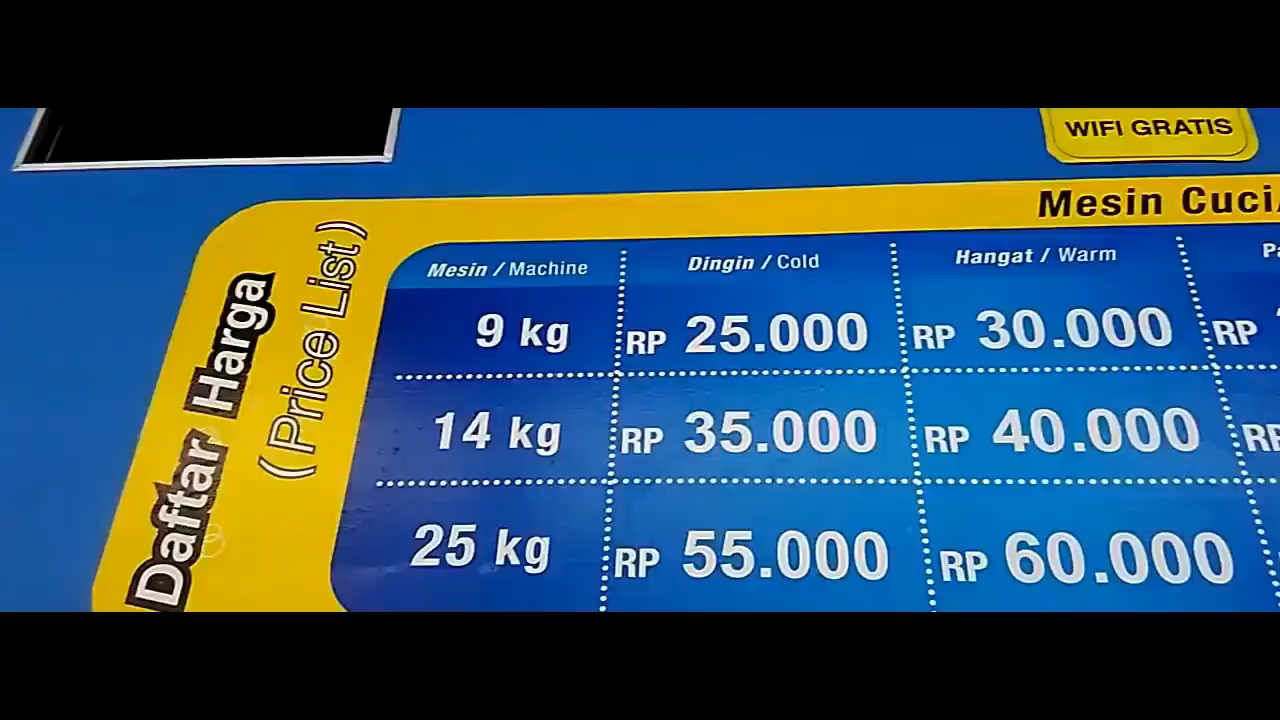 WIFI GRATIS
Mesin Cuci/
Daftar Harga
(Price List)
Mesin / Machine Dingin / Cold Hangat / Warm
9 kg RP 25.000 RP 30.000 RP
14 kg RP 35.000 RP 40.000 RP
25 kg RP 55.000 RP 60.000